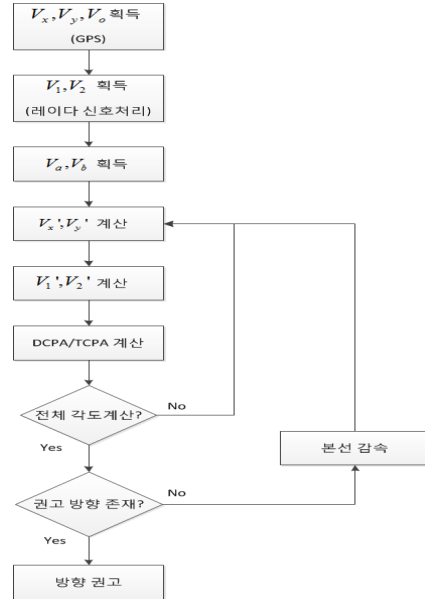 Vx, Vy, Vo 획득
(GPS)
V1, V2 획득
(레이다 신호처리)
Va, Vb 획득
Vx', Vy' 계산
V1', V2' 계산
DCPA/TCPA 계산
전체 각도계산?
No
Yes
본선 감속
권고 방향 존재?
No
Yes
방향 권고